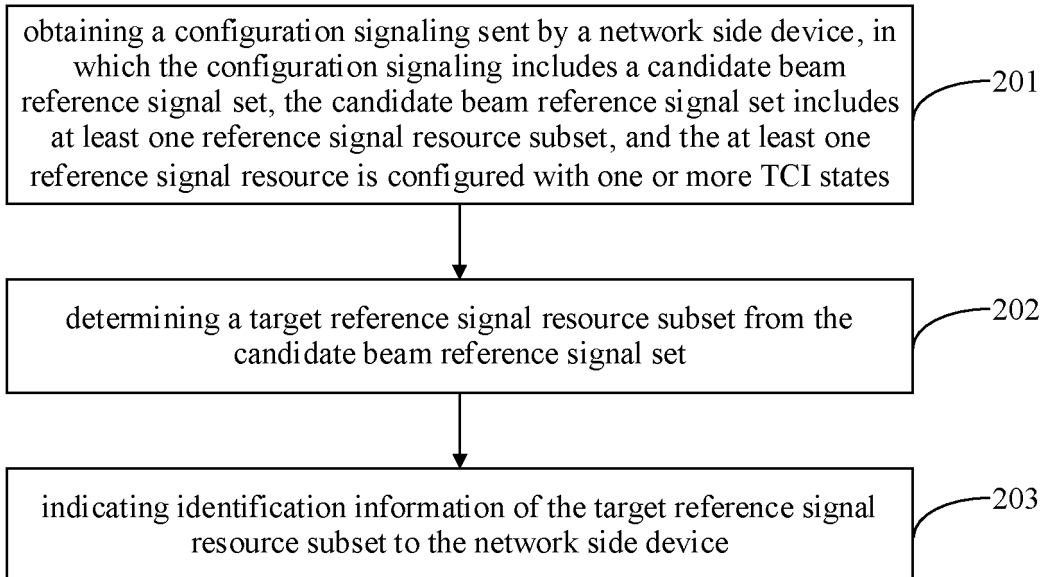 obtaining a configuration signaling sent by a network side device, in
which the configuration signaling includes a candidate beam
reference signal set, the candidate beam reference signal set includes
at least one reference signal resource subset, and the at least one
reference signal resource is configured with one or more TCI states
201
determining a target reference signal resource subset from the
candidate beam reference signal set
202
indicating identification information of the target reference signal
resource subset to the network side device
203